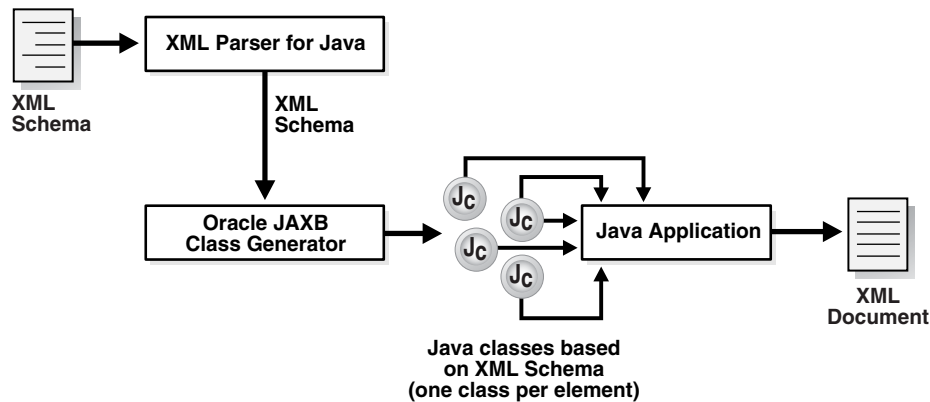 XML Parser for Java
XML
Schema
XML
Schema
Oracle JAXB
Class Generator
Jc
Jc
Jc
Jc
Java Application
XML
Document
Java classes based
on XML Schema
(one class per element)